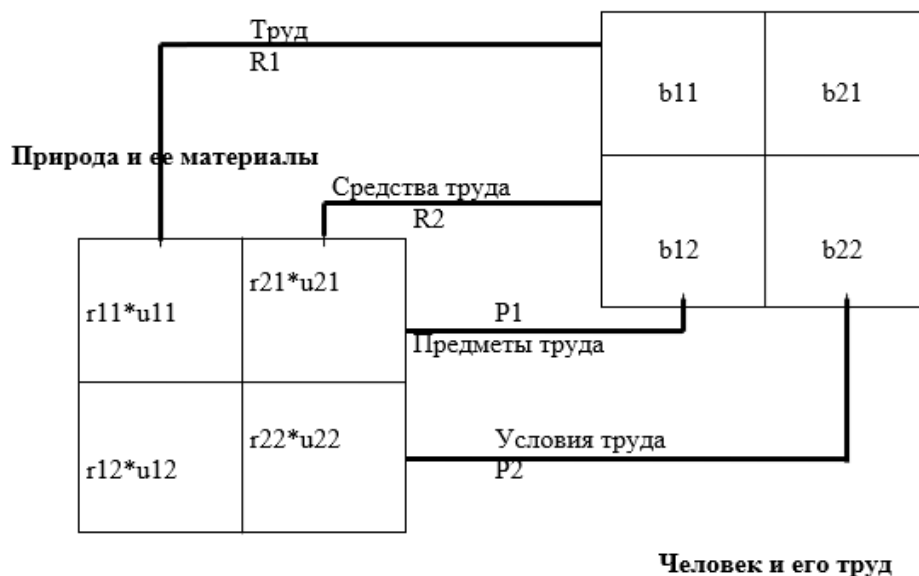 Труд
R1
b11 b21
Природа и ее материалы
Средства труда
R2
b12 b22
r11*u11 r21*u21
P1
Предметы труда
r12*u12 r22*u22
Условия труда
P2
Человек и его труд